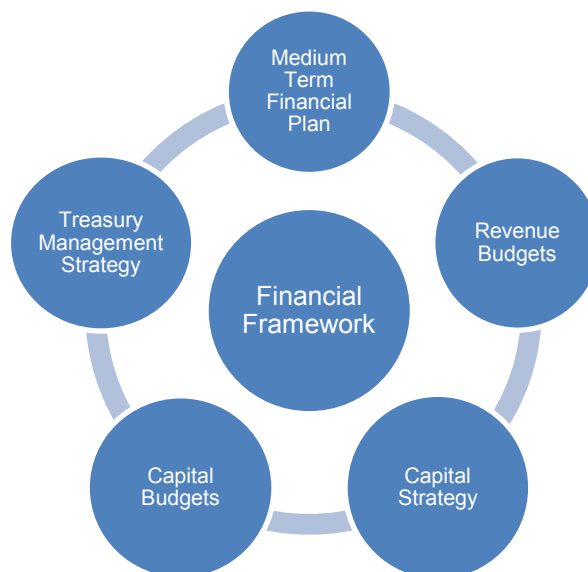 Medium
Term
Financial
Plan
Revenue
Budgets
Capital
Strategy
Capital
Budgets
Treasury
Management
Strategy
Financial
Framework